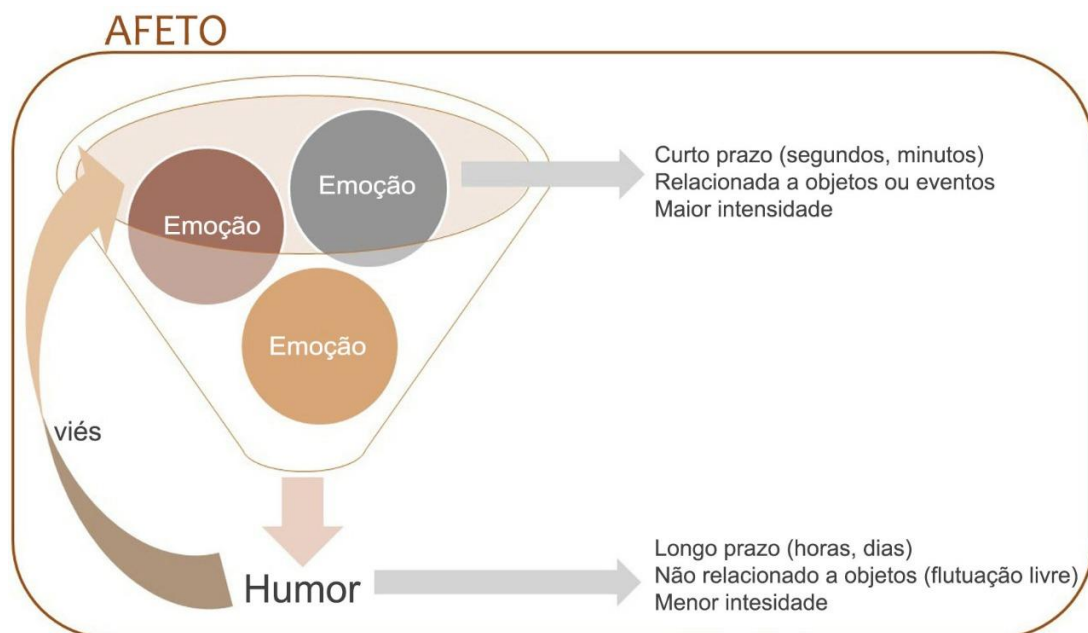 AFETO
Emoção
Emoção
Emoção
Curto prazo (segundos, minutos)
Relacionada a objetos ou eventos
Maior intensidade
viés
Humor
Longo prazo (horas, dias)
Não relacionado a objetos (flutuação livre)
Menor intesidade